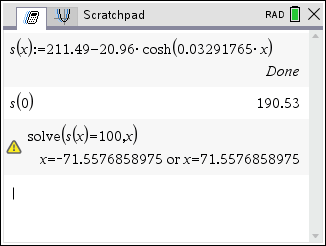 Scratchpad RAD
s(x):=211.49−20.96·cosh(0.03291765·x)
Done
s(0) 190.53
solve(s(x)=100,x)
x=-71.5576858975 or x=71.5576858975